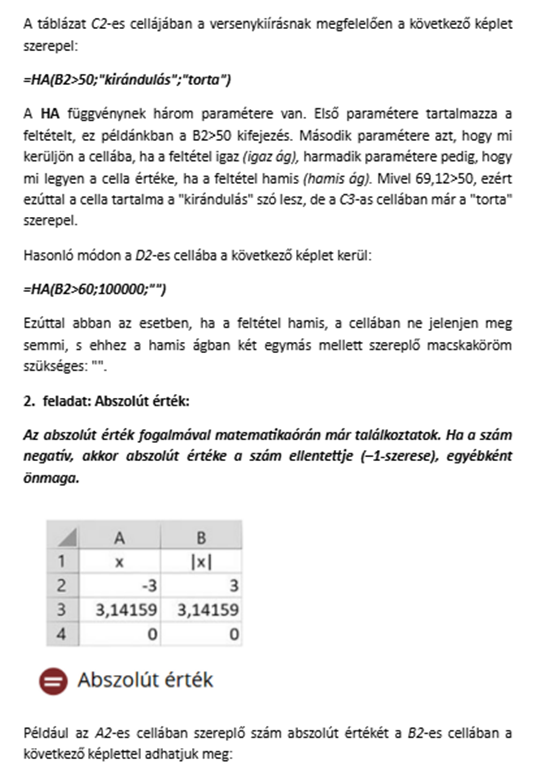 A táblázat C2-es cellájában a versenykiírásnak megfelelően a következő képlet
szerepel:
=HA(B2>50;"kirándulás";"torta")
A HA függvénynek három paramétere van. Első paramétere tartalmazza a
feltételt, ez példánkban a B2>50 kifejezés. Második paramétere azt, hogy mi
kerüljön a cellába, ha a feltétel igaz (igaz ág), harmadik paramétere pedig, hogy
mi legyen a cella értéke, ha a feltétel hamis (hamis ág). Mivel 69,12>50, ezért
ezúttal a cella tartalma a "kirándulás" szó lesz, de a C3-as cellában már a "torta"
szerepel.
Hasonló módon a D2-es cellába a következő képlet kerül:
=HA(B2>60;100000;"")
Ezúttal abban az esetben, ha a feltétel hamis, a cellában ne jelenjen meg
semmi, s ehhez a hamis ágban két egymás mellett szereplő macskaköröm
szükséges: "".
2. feladat: Abszolút érték:
Az abszolút érték fogalmával matematikaórán már találkoztatok. Ha a szám
negatív, akkor abszolút értéke a szám ellentettje (–1-szerese), egyébként
önmaga.
A B
1 x |x|
2 -3 3
3 3,14159 3,14159
4 0 0
Abszolút érték
Például az A2-es cellában szereplő szám abszolút értékét a B2-es cellában a
következő képlettel adhatjuk meg: